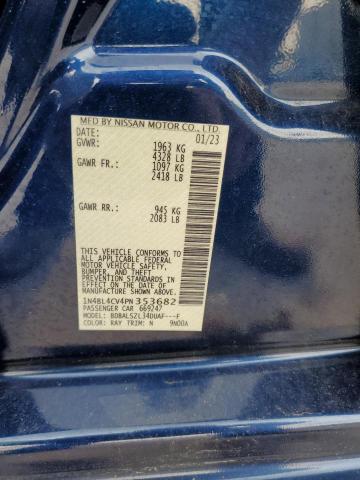 MFD BY NISSAN MOTOR CO., LTD.
DATE: 01/23
GVWR: 1963 KG
4328 LB
GAWR FR.: 1097 KG
2418 LB
GAWR RR.: 945 KG
2083 LB
THIS VEHICLE CONFORMS TO
ALL APPLICABLE FEDERAL
MOTOR VEHICLE SAFETY,
BUMPER, AND THEFT
PREVENTION STANDARDS IN
EFFECT ON THE DATE OF
MANUFACTURE SHOWN ABOVE.
1N4BL4CV4PN353682
PASSENGER CAR 669247
MODEL: BDBALSZL34DUAF---F
COLOR: RAY TRIM: N 9N00A